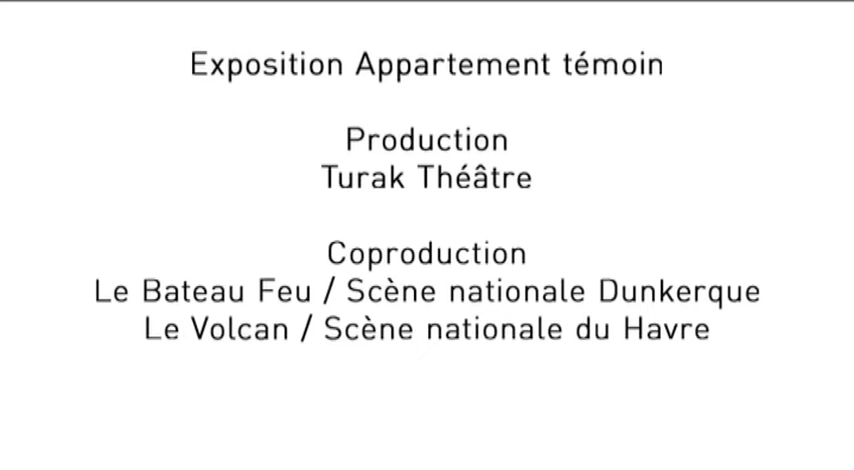 Exposition Appartement témoin
Production
Turak Théâtre
Coproduction
Le Bateau Feu / Scène nationale Dunkerque
Le Volcan / Scène nationale du Havre